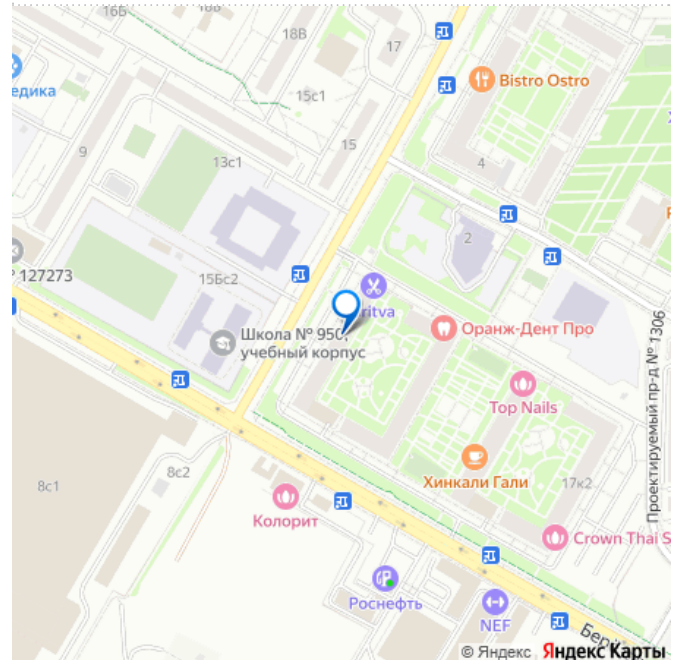 16В
16Б
18В
17
15с1
Bistro Ostro
едика
9
13с1
15
4
2
127273
15Бс2
ritva
Школа № 950,
учебный корпус
Оранж-Дент Про
Top Nails
Проектируемый пр-д № 1306
8с1
8с2
Хинкали Гали
17к2
Колорит
Crown Thai S
Роснефть
NEF
© Яндекс Яндекс Карты